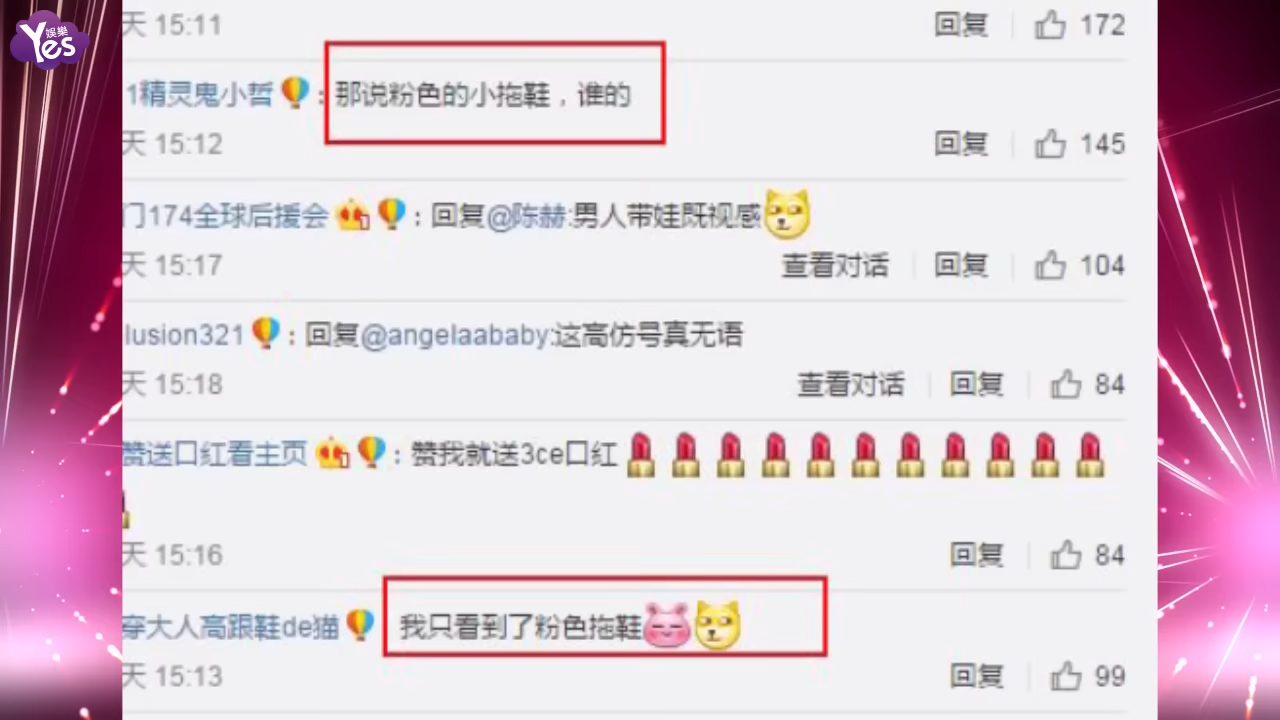 娛樂
Yes
天 15:11 回复 172
1精灵鬼小哲 : 那说粉色的小拖鞋，谁的
天 15:12 回复 145
门174全球后援会 : 回复@陈赫:男人带娃既视感
天 15:17 查看对话 回复 104
lusion321 : 回复@angelaababy:这高仿号真无语
天 15:18 查看对话 回复 84
赞送口红看主页 : 赞我就送3ce口红
天 15:16 回复 84
穿大人高跟鞋de猫 我只看到了粉色拖鞋
天 15:13 回复 99